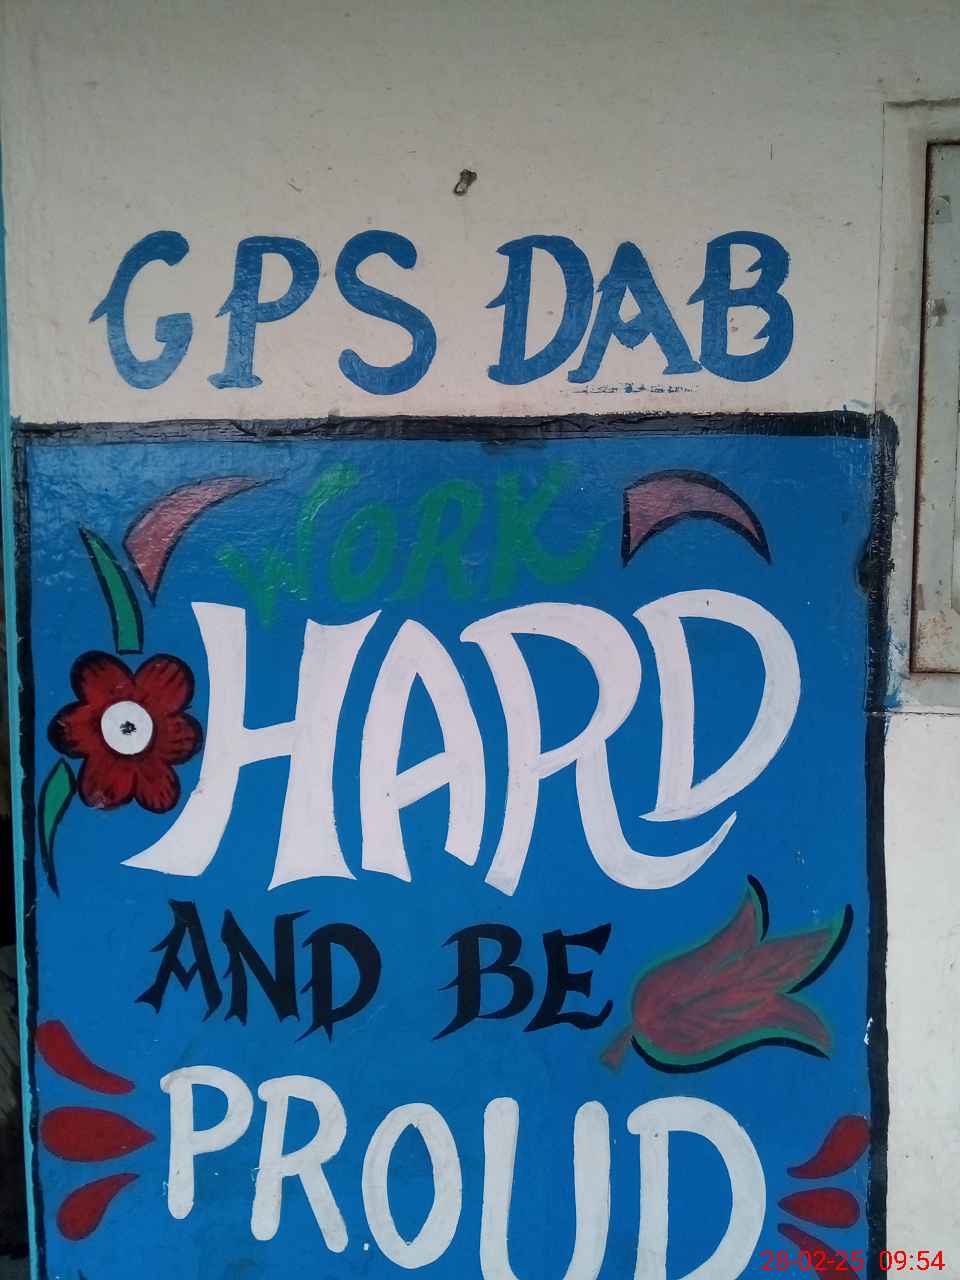 GPS DAB
WORK
HARD
AND BE
PROUD
28-02-25 09:54